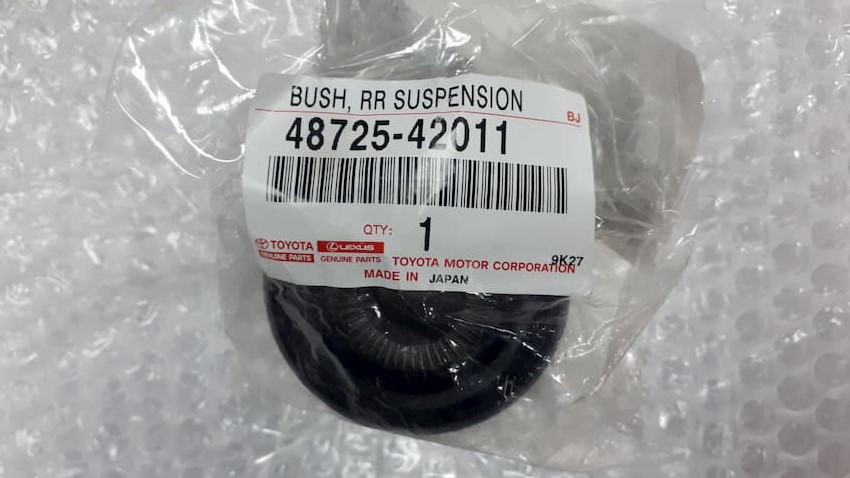 BUSH, RR SUSPENSION
BJ
48725-42011
QTY: 1
TOYOTA LEXUS
GENUINE PARTS GENUINE PARTS TOYOTA MOTOR CORPORATION 9K27
MADE IN JAPAN